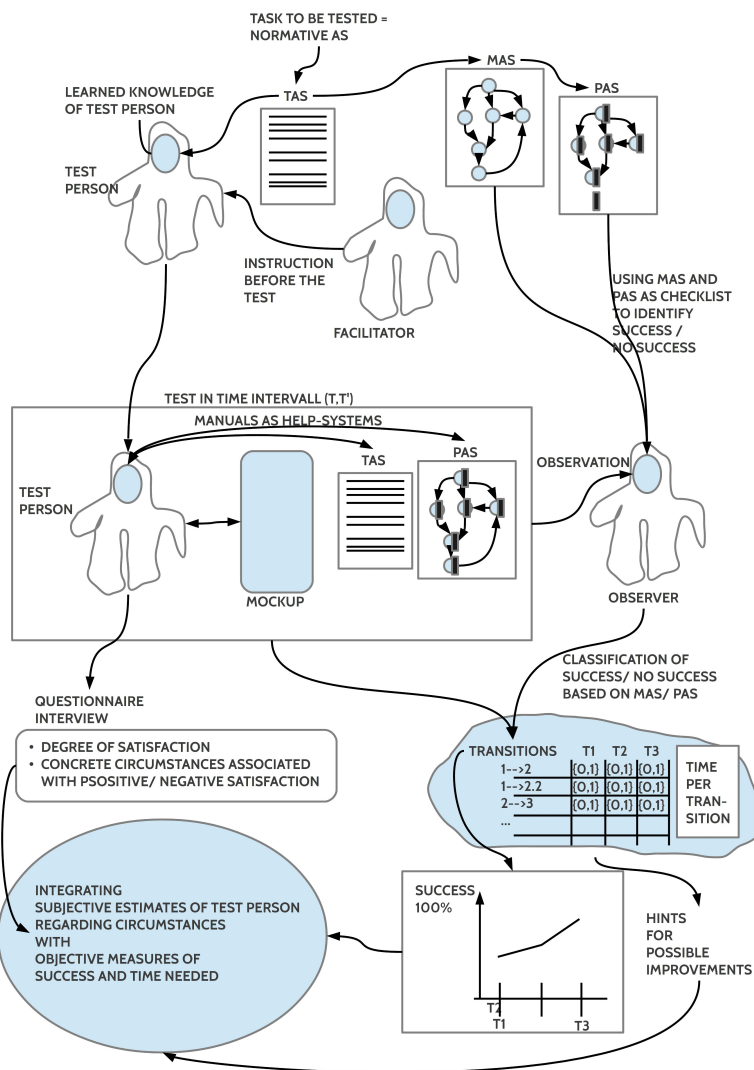 TASK TO BE TESTED =
NORMATIVE AS
MAS
PAS
LEARNED KNOWLEDGE
OF TEST PERSON
TAS
TEST
PERSON
INSTRUCTION
BEFORE THE
TEST
FACILITATOR
USING MAS AND
PAS AS CHECKLIST
TO IDENTIFY
SUCCESS /
NO SUCCESS
TEST IN TIME INTERVALL (T,T')
MANUALS AS HELP-SYSTEMS
TAS
PAS
OBSERVATION
TEST
PERSON
MOCKUP
OBSERVER
CLASSIFICATION OF
SUCCESS/ NO SUCCESS
BASED ON MAS/ PAS
QUESTIONNAIRE
INTERVIEW
• DEGREE OF SATISFACTION
• CONCRETE CIRCUMSTANCES ASSOCIATED
WITH PSOSITIVE/ NEGATIVE SATISFACTION
TRANSITIONS T1 T2 T3
1-->2 {0,1} {0,1} {0,1}
1-->2.2 {0,1} {0,1} {0,1}
2-->3 {0,1} {0,1} {0,1}
...
TIME
PER
TRAN-
SITION
INTEGRATING
SUBJECTIVE ESTIMATES OF TEST PERSON
REGARDING CIRCUMSTANCES
WITH
OBJECTIVE MEASURES OF
SUCCESS AND TIME NEEDED
SUCCESS
100%
T2
T1 T3
HINTS
FOR
POSSIBLE
IMPROVEMENTS